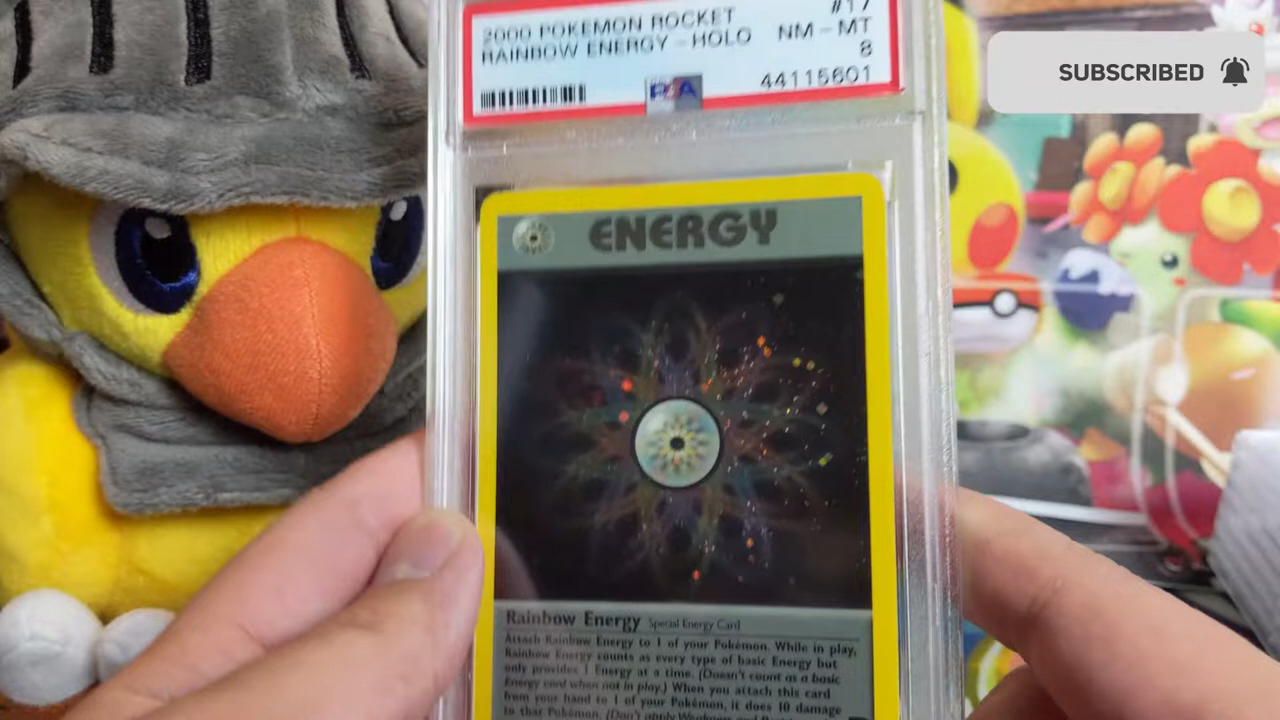 2000 POKEMON ROCKET #17
RAINBOW ENERGY - HOLO NM - MT
8
PSA 44115601
SUBSCRIBED
ENERGY
Rainbow Energy Special Energy Card
Attach Rainbow Energy to 1 of your Pokémon. While in play,
Rainbow Energy counts as every type of basic Energy but
only provides 1 Energy at a time. (Doesn't count as a basic
Energy card when not in play.) When you attach this card
from your hand to 1 of your Pokémon, it does 10 damage
to that Pokémon. (Don't apply Weakness and